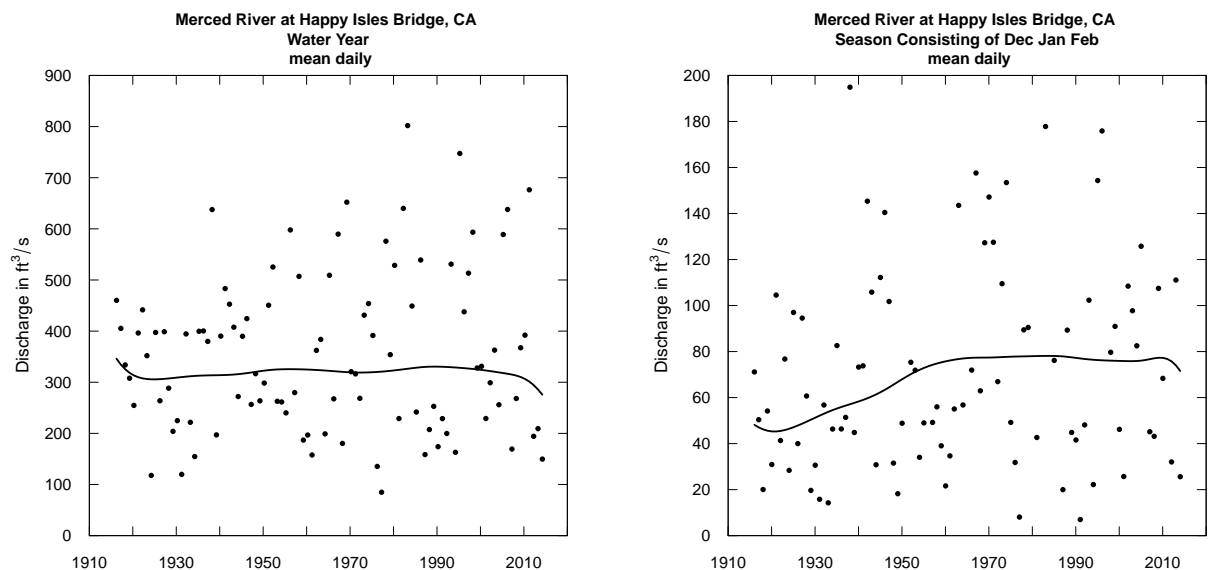 Merced River at Happy Isles Bridge, CA
Water Year
mean daily
900
800
700
600
500
400
300
200
100
0
Discharge in ft³/s
1910 1930 1950 1970 1990 2010
Merced River at Happy Isles Bridge, CA
Season Consisting of Dec Jan Feb
mean daily
200
180
160
140
120
100
80
60
40
20
0
Discharge in ft³/s
1910 1930 1950 1970 1990 2010